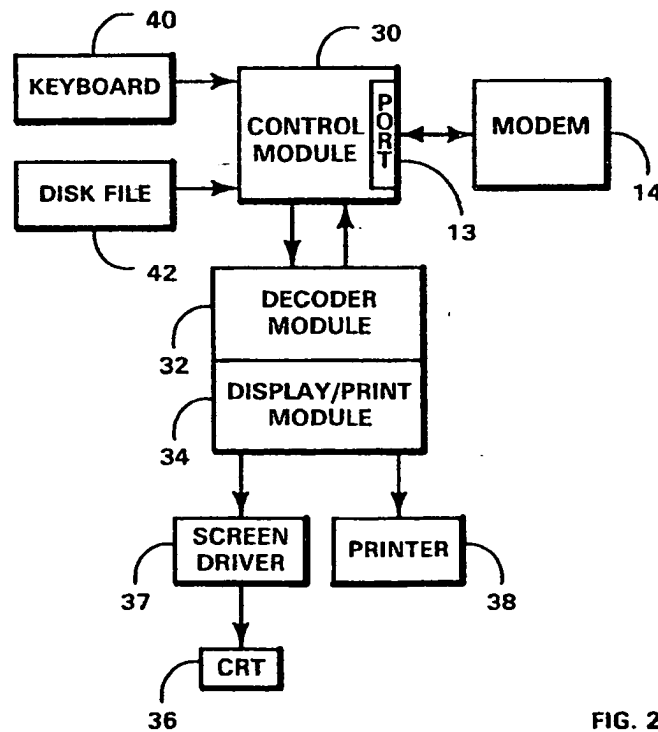 40
30
KEYBOARD
CONTROL
MODULE
PORT
MODEM
DISK FILE
13
14
42
DECODER
MODULE
32
DISPLAY/PRINT
MODULE
34
SCREEN
DRIVER
PRINTER
37
38
CRT
36
FIG. 2